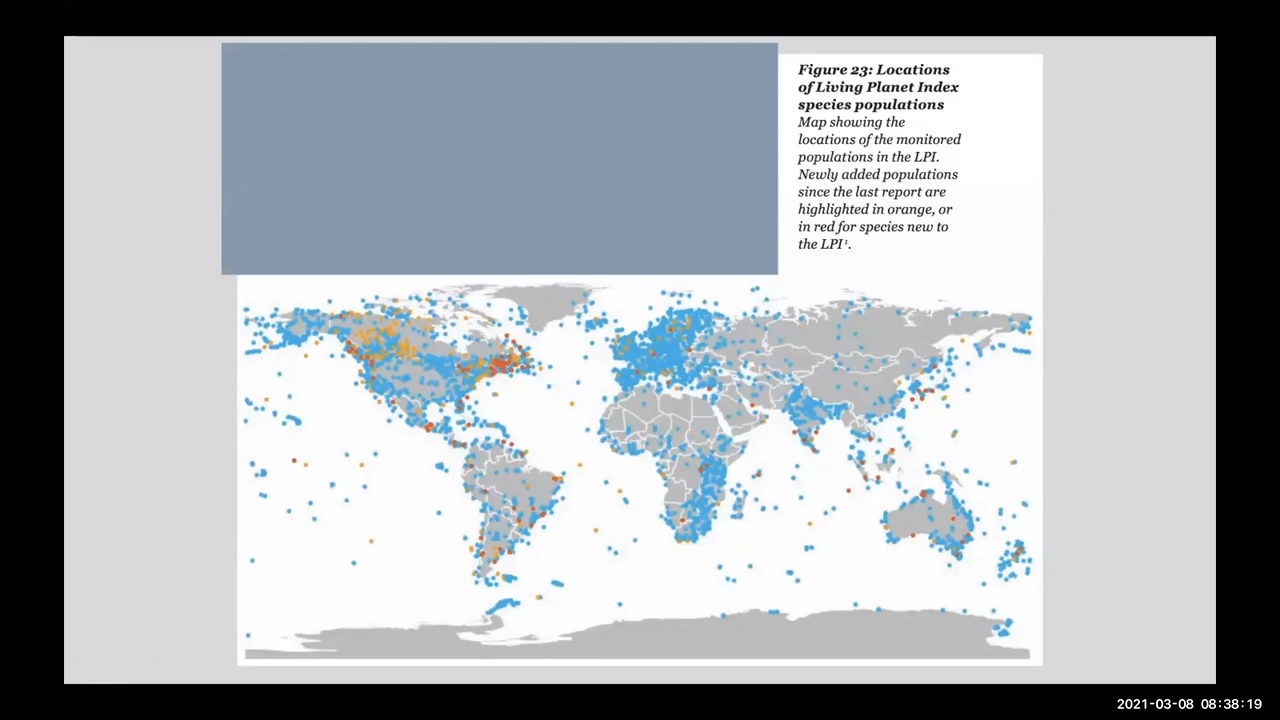 Figure 23: Locations
of Living Planet Index
species populations
Map showing the
locations of the monitored
populations in the LPI.
Newly added populations
since the last report are
highlighted in orange, or
in red for species new to
the LPI¹.
2021-03-08 08:38:19